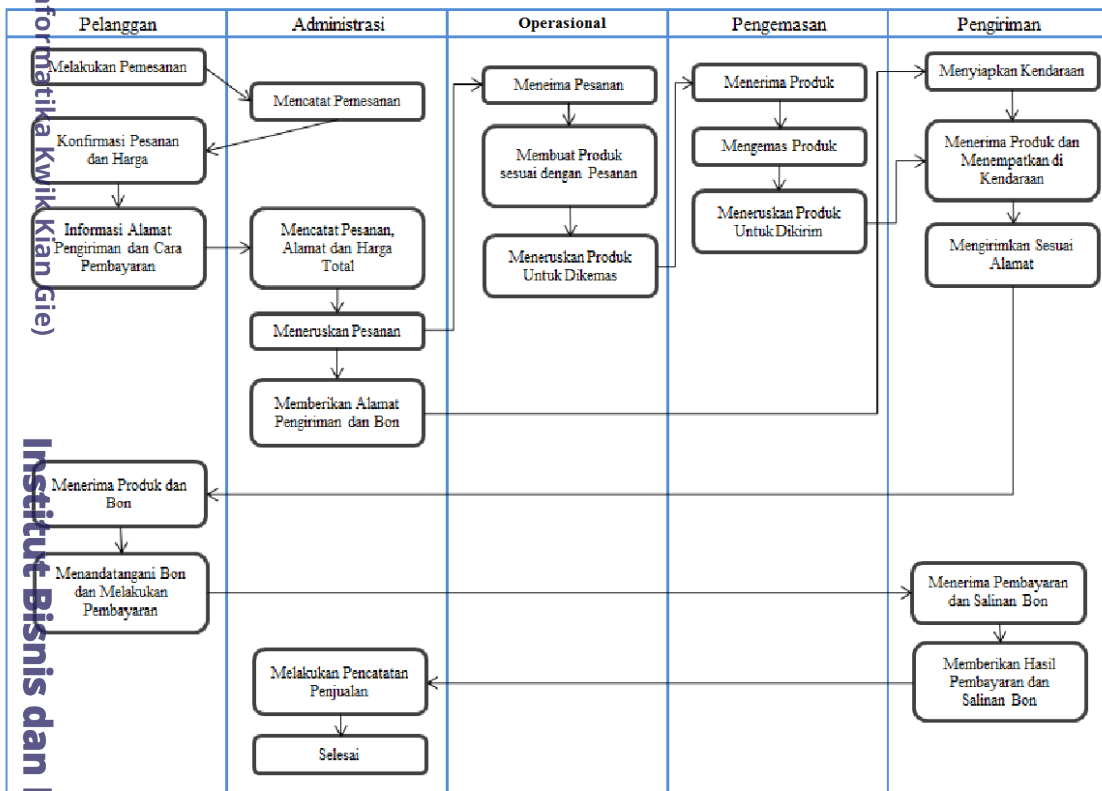 Pelanggan
Administrasi
Operasional
Pengemasan
Pengiriman
Melakukan Pemesanan
Mencatat Pemesanan
Konfirmasi Pesanan
dan Harga
Informasi Alamat
Pengiriman dan Cara
Pembayaran
Mencatat Pesanan,
Alamat dan Harga
Total
Meneruskan Pesanan
Memberikan Alamat
Pengiriman dan Bon
Meneima Pesanan
Membuat Produk
sesuai dengan Pesanan
Meneruskan Produk
Untuk Dikemas
Menerima Produk
Mengemas Produk
Meneruskan Produk
Untuk Dikirim
Menyiapkan Kendaraan
Menerima Produk dan
Menempatkan di
Kendaraan
Mengirimkan Sesuai
Alamat
Menerima Produk dan
Bon
Menandatangani Bon
dan Melakukan
Pembayaran
Menerima Pembayaran
dan Salinan Bon
Memberikan Hasil
Pembayaran dan
Salinan Bon
Melakukan Pencatatan
Penjualan
Selesai
nformatika Kwik Kian Gie)
Institut Bisnis dan